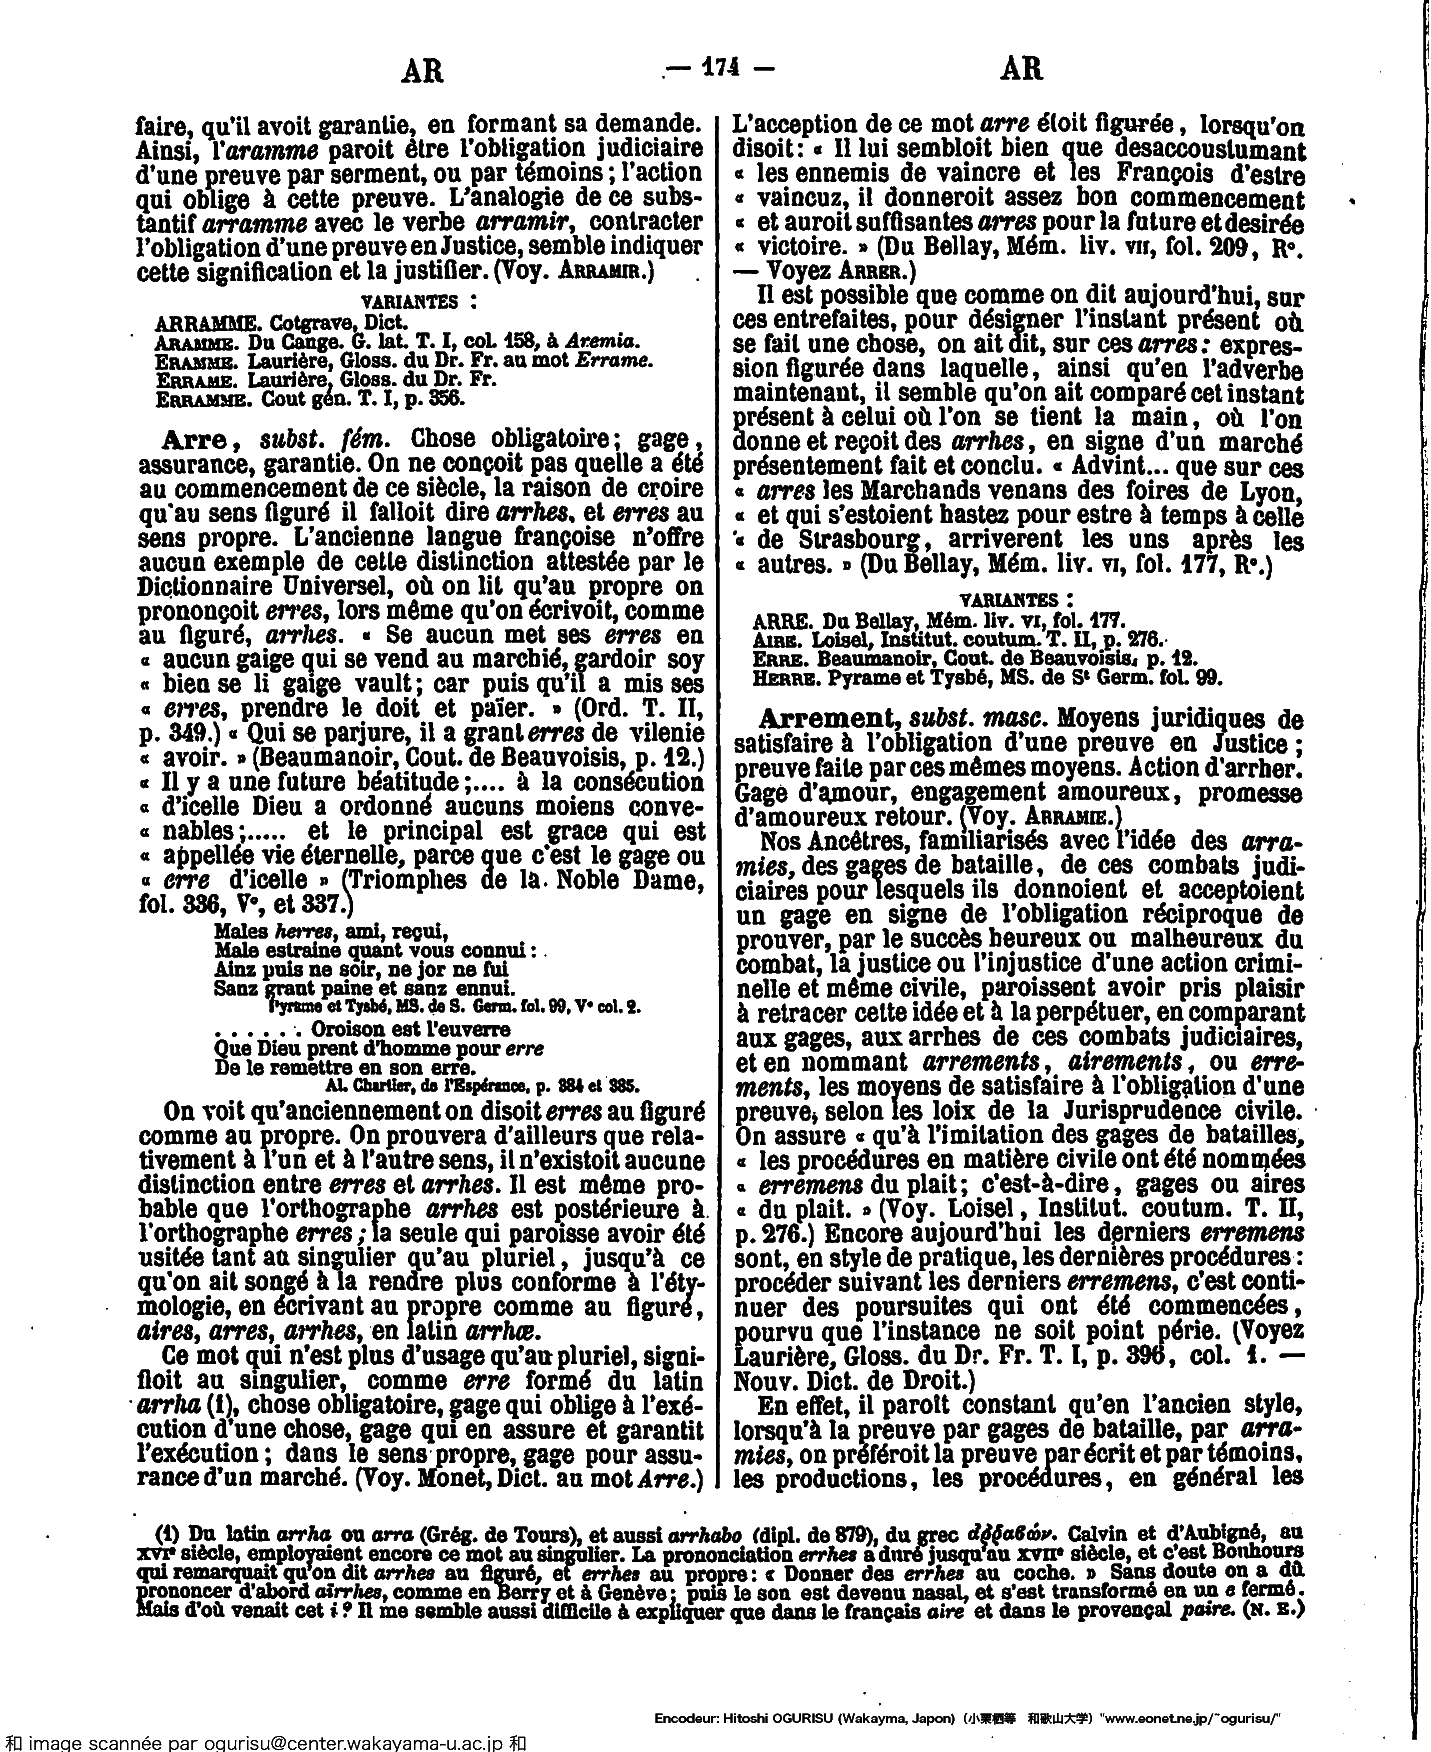 AR
— 174 —
AR
faire, qu'il avoit garantie, en formant sa demande.
Ainsi, l'aramme paroit être l'obligation judiciaire
d'une preuve par serment, ou par témoins ; l'action
qui oblige à cette preuve. L'analogie de ce subs-
tantif arramme avec le verbe arramir, contracter
l'obligation d'une preuve en Justice, semble indiquer
cette signification et la justifier. (Voy. ARRAMIR.)
VARIANTES :
ARRAMME. Cotgrave, Dict.
ARAMME. Du Cange. G. lat. T. I, col. 158, à Aremia.
ERAMME. Laurière, Gloss. du Dr. Fr. au mot Errame.
ERRAME. Laurière, Gloss. du Dr. Fr.
ERRAMME. Cout gén. T. I, p. 356.
Arre, subst. fém. Chose obligatoire ; gage,
assurance, garantie. On ne conçoit pas quelle a été
au commencement de ce siècle, la raison de croire
qu'au sens figuré il falloit dire arrhes, et erres au
sens propre. L'ancienne langue françoise n'offre
aucun exemple de cette distinction attestée par le
Dictionnaire Universel, où on lit qu'au propre on
prononçoit erres, lors même qu'on écrivoit, comme
au figuré, arrhes. « Se aucun met ses erres en
« aucun gaige qui se vend au marchié, gardoir soy
« bien se li gaige vault ; car puis qu'il a mis ses
« erres, prendre le doit et païer. » (Ord. T. II,
p. 349.) « Qui se parjure, il a grant erres de vilenie
« avoir. » (Beaumanoir, Cout. de Beauvoisis, p. 12.)
« Il y a une future béatitude ;.... à la consécution
« d'icelle Dieu a ordonné aucuns moiens conve-
« nables ;..... et le principal est grace qui est
« appellée vie éternelle, parce que c'est le gage ou
« erre d'icelle » (Triomphes de la Noble Dame,
fol. 336, V°, et 337.)
Males herres, ami, reçui,
Male estraine quant vous connui :
Ainz puis ne soir, ne jor ne fui
Sanz grant paine et sanz ennui.
Pyrame et Tysbé, MS. de S. Germ. fol. 99, V° col. 2.
. . . . . . . Oroison est l'euverre
Que Dieu prent d'homme pour erre
De le remettre en son erre.
Al. Chartier, de l'Espérance, p. 384 et 385.
On voit qu'anciennement on disoit erres au figuré
comme au propre. On prouvera d'ailleurs que rela-
tivement à l'un et à l'autre sens, il n'existoit aucune
distinction entre erres et arrhes. Il est même pro-
bable que l'orthographe arrhes est postérieure à
l'orthographe erres ; la seule qui paroisse avoir été
usitée tant au singulier qu'au pluriel, jusqu'à ce
qu'on ait songé à la rendre plus conforme à l'éty-
mologie, en écrivant au propre comme au figuré,
aires, arres, arrhes, en latin arrhæ.
Ce mot qui n'est plus d'usage qu'au pluriel, signi-
fioit au singulier, comme erre formé du latin
arrha (1), chose obligatoire, gage qui oblige à l'exé-
cution d'une chose, gage qui en assure et garantit
l'exécution ; dans le sens propre, gage pour assu-
rance d'un marché. (Voy. Monet, Dict. au mot Arre.)
L'acception de ce mot arre étoit figurée, lorsqu'on
disoit : « Il lui sembloit bien que desaccoustumant
« les ennemis de vaincre et les François d'estre
« vaincuz, il donneroit assez bon commencement
« et auroit suffisantes arres pour la future et desirée
« victoire. » (Du Bellay, Mém. liv. VII, fol. 209, R°.
— Voyez ARRER.)
Il est possible que comme on dit aujourd'hui, sur
ces entrefaites, pour désigner l'instant présent où
se fait une chose, on ait dit, sur ces arres : expres-
sion figurée dans laquelle, ainsi qu'en l'adverbe
maintenant, il semble qu'on ait comparé cet instant
présent à celui où l'on se tient la main, où l'on
donne et reçoit des arrhes, en signe d'un marché
présentement fait et conclu. « Advint... que sur ces
« arres les Marchands venans des foires de Lyon,
« et qui s'estoient hastez pour estre à temps à celle
« de Strasbourg, arriverent les uns après les
« autres. » (Du Bellay, Mém. liv. VI, fol. 177, R°.)
VARIANTES :
ARRE. Du Bellay, Mém. liv. VI, fol. 177.
AIRE. Loisel, Institut. coutum. T. II, p. 276.
ERRE. Beaumanoir, Cout. de Beauvoisis, p. 12.
HERRE. Pyrame et Tysbé, MS. de St Germ. fol. 99.
Arrement, subst. masc. Moyens juridiques de
satisfaire à l'obligation d'une preuve en Justice ;
preuve faite par ces mêmes moyens. Action d'arrher.
Gage d'amour, engagement amoureux, promesse
d'amoureux retour. (Voy. ARRAMIE.)
Nos Ancêtres, familiarisés avec l'idée des arra-
mies, des gages de bataille, de ces combats judi-
ciaires pour lesquels ils donnoient et acceptoient
un gage en signe de l'obligation réciproque de
prouver, par le succès heureux ou malheureux du
combat, la justice ou l'injustice d'une action crimi-
nelle et même civile, paroissent avoir pris plaisir
à retracer cette idée et à la perpétuer, en comparant
aux gages, aux arrhes de ces combats judiciaires,
et en nommant arrements, airements, ou erre-
ments, les moyens de satisfaire à l'obligation d'une
preuve, selon les loix de la Jurisprudence civile.
On assure « qu'à l'imitation des gages de batailles,
« les procédures en matière civile ont été nommées
« erremens du plait ; c'est-à-dire, gages ou aires
« du plait. » (Voy. Loisel, Institut. coutum. T. II,
p. 276.) Encore aujourd'hui les derniers erremens
sont, en style de pratique, les dernières procédures :
procéder suivant les derniers erremens, c'est conti-
nuer des poursuites qui ont été commencées,
pourvu que l'instance ne soit point périe. (Voyez
Laurière, Gloss. du Dr. Fr. T. I, p. 396, col. 1. —
Nouv. Dict. de Droit.)
En effet, il paroît constant qu'en l'ancien style,
lorsqu'à la preuve par gages de bataille, par arra-
mies, on préféroit la preuve par écrit et par témoins,
les productions, les procédures, en général les
(1) Du latin arrha ou arra (Grég. de Tours), et aussi arrhabo (dipl. de 879), du grec ἀῤῥαβών. Calvin et d'Aubigné, au
XVIe siècle, employaient encore ce mot au singulier. La prononciation errhes a duré jusqu'au XVIIe siècle, et c'est Bonhours
qui remarquait qu'on dit arrhes au figuré, et errhes au propre : « Donner des errhes au coche. » Sans doute on a dû
prononcer d'abord aïrrhes, comme en Berry et à Genève ; puis le son est devenu nasal, et s'est transformé en un e fermé.
Mais d'où venait cet i ? Il me semble aussi difficile à expliquer que dans le français aire et dans le provençal paire. (N. E.)
Encodeur: Hitoshi OGURISU (Wakayma, Japon) (小栗栖等 和歌山大学) "www.eonet.ne.jp/~ogurisu/"
和 image scannée par ogurisu@center.wakayama-u.ac.jp 和